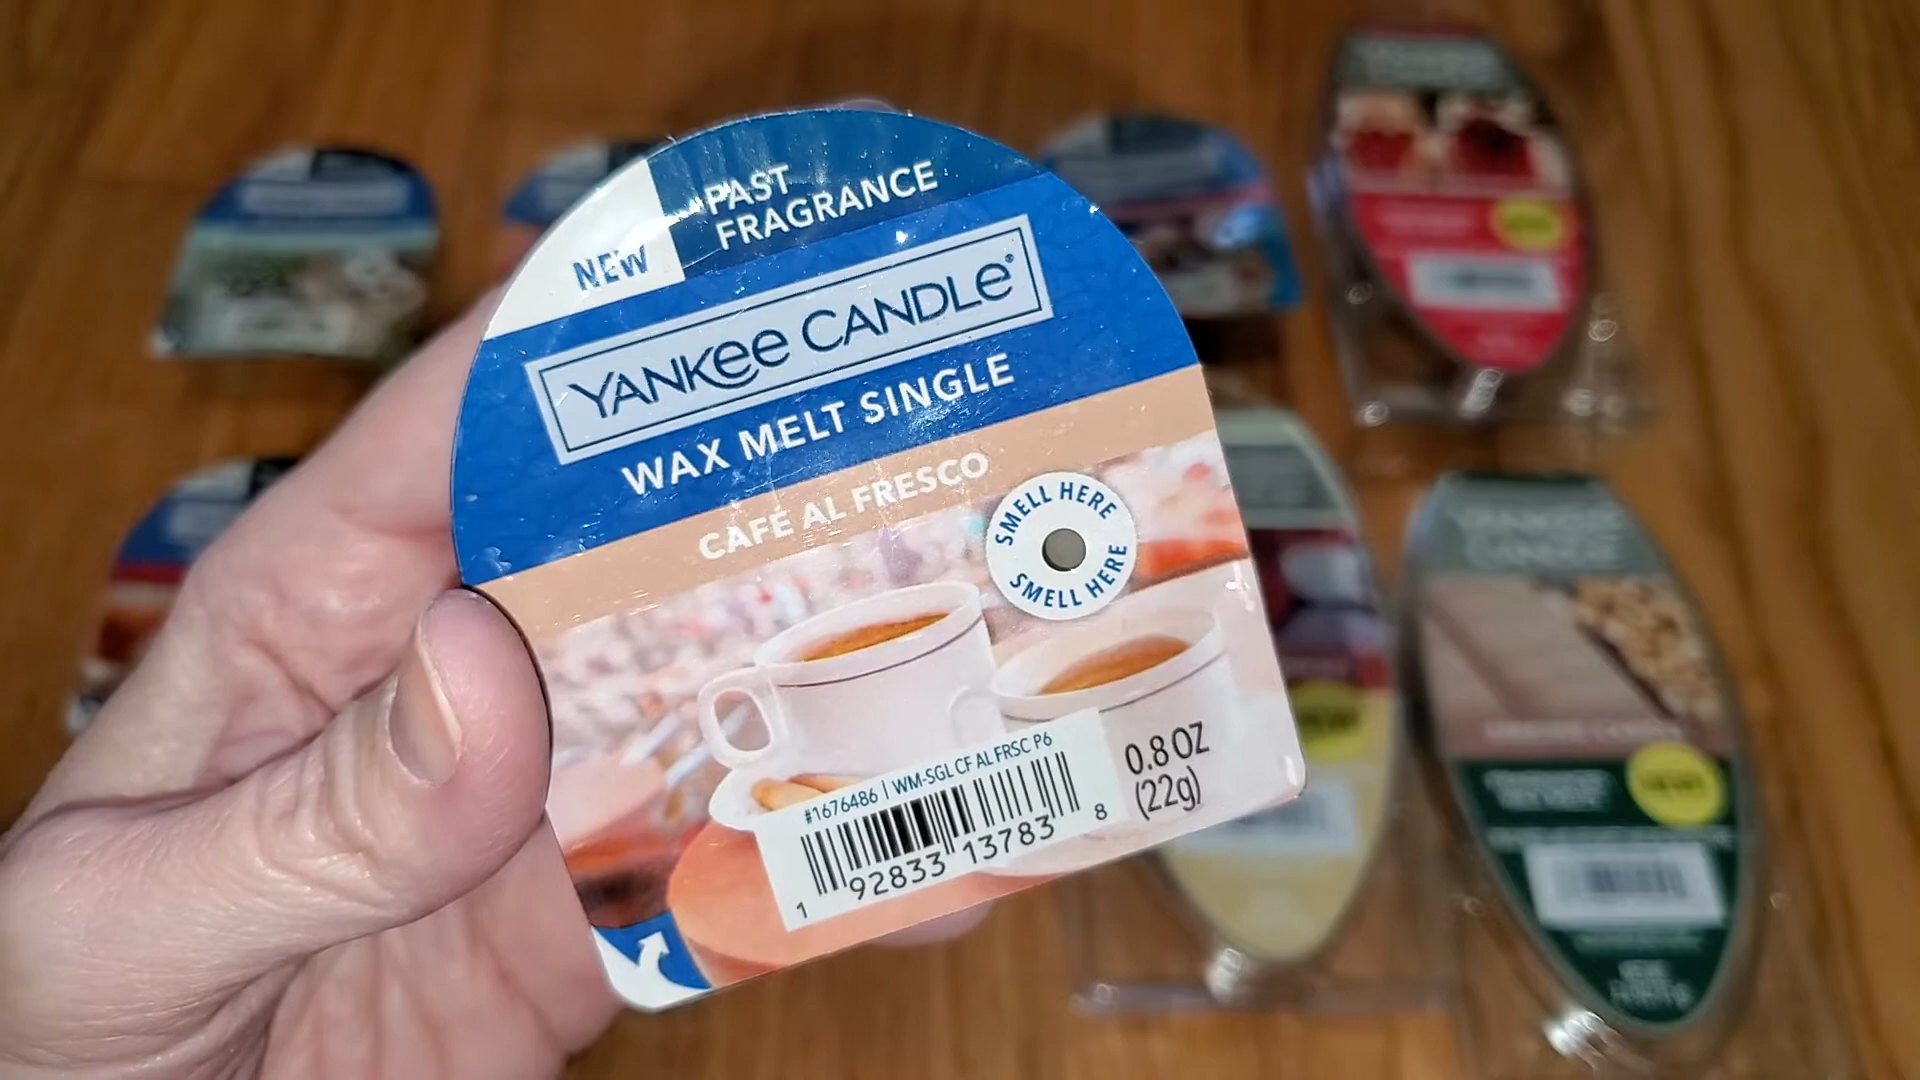 PAST
FRAGRANCE
NEW
YANKEE CANDLE®
WAX MELT SINGLE
CAFÉ AL FRESCO
SMELL HERE
SMELL HERE
#1676486 | WM-SGL CF AL FRSC P6
0.8 OZ
(22g)
1 92833 13783 8